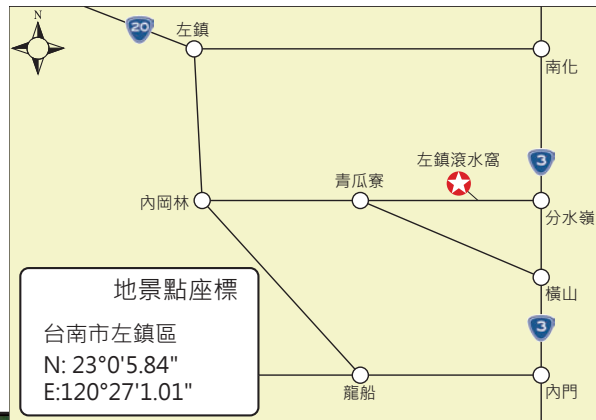 N
20
左鎮
南化
左鎮滾水窩
3
青瓜寮
內岡林
分水嶺
橫山
地景點座標
台南市左鎮區
N: 23°0'5.84"
E:120°27'1.01"
3
龍船
內門